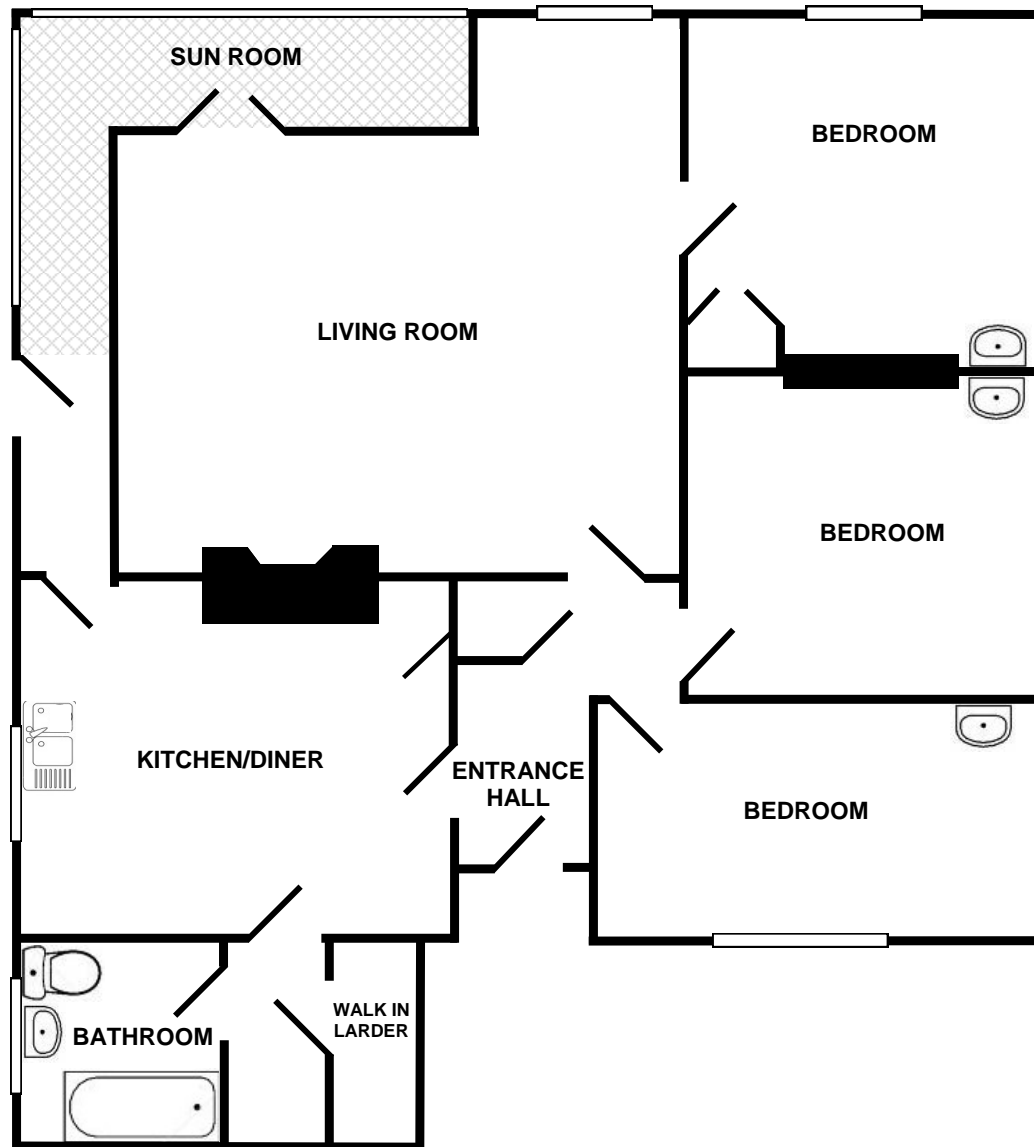 SUN ROOM
BEDROOM
LIVING ROOM
BEDROOM
KITCHEN/DINER
ENTRANCE
HALL
BEDROOM
WALK IN
LARDER
BATHROOM